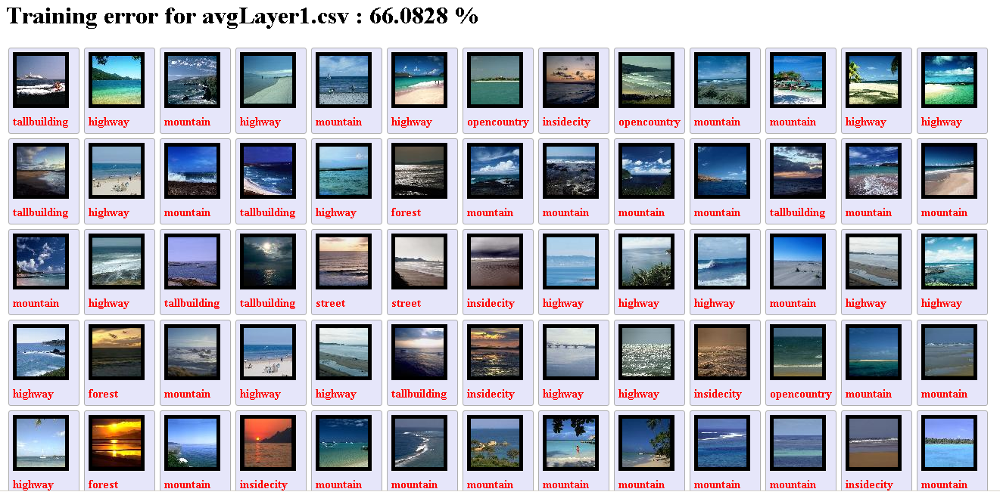 Training error for avgLayer1.csv : 66.0828 %
tallbuilding highway mountain highway mountain highway opencountry insidecity opencountry mountain mountain highway highway
tallbuilding highway mountain tallbuilding highway forest mountain mountain mountain mountain tallbuilding mountain mountain
mountain highway tallbuilding tallbuilding street street insidecity highway highway highway mountain highway highway
highway forest mountain highway highway tallbuilding insidecity highway highway insidecity opencountry mountain mountain
highway forest mountain insidecity mountain mountain mountain mountain mountain mountain mountain insidecity mountain